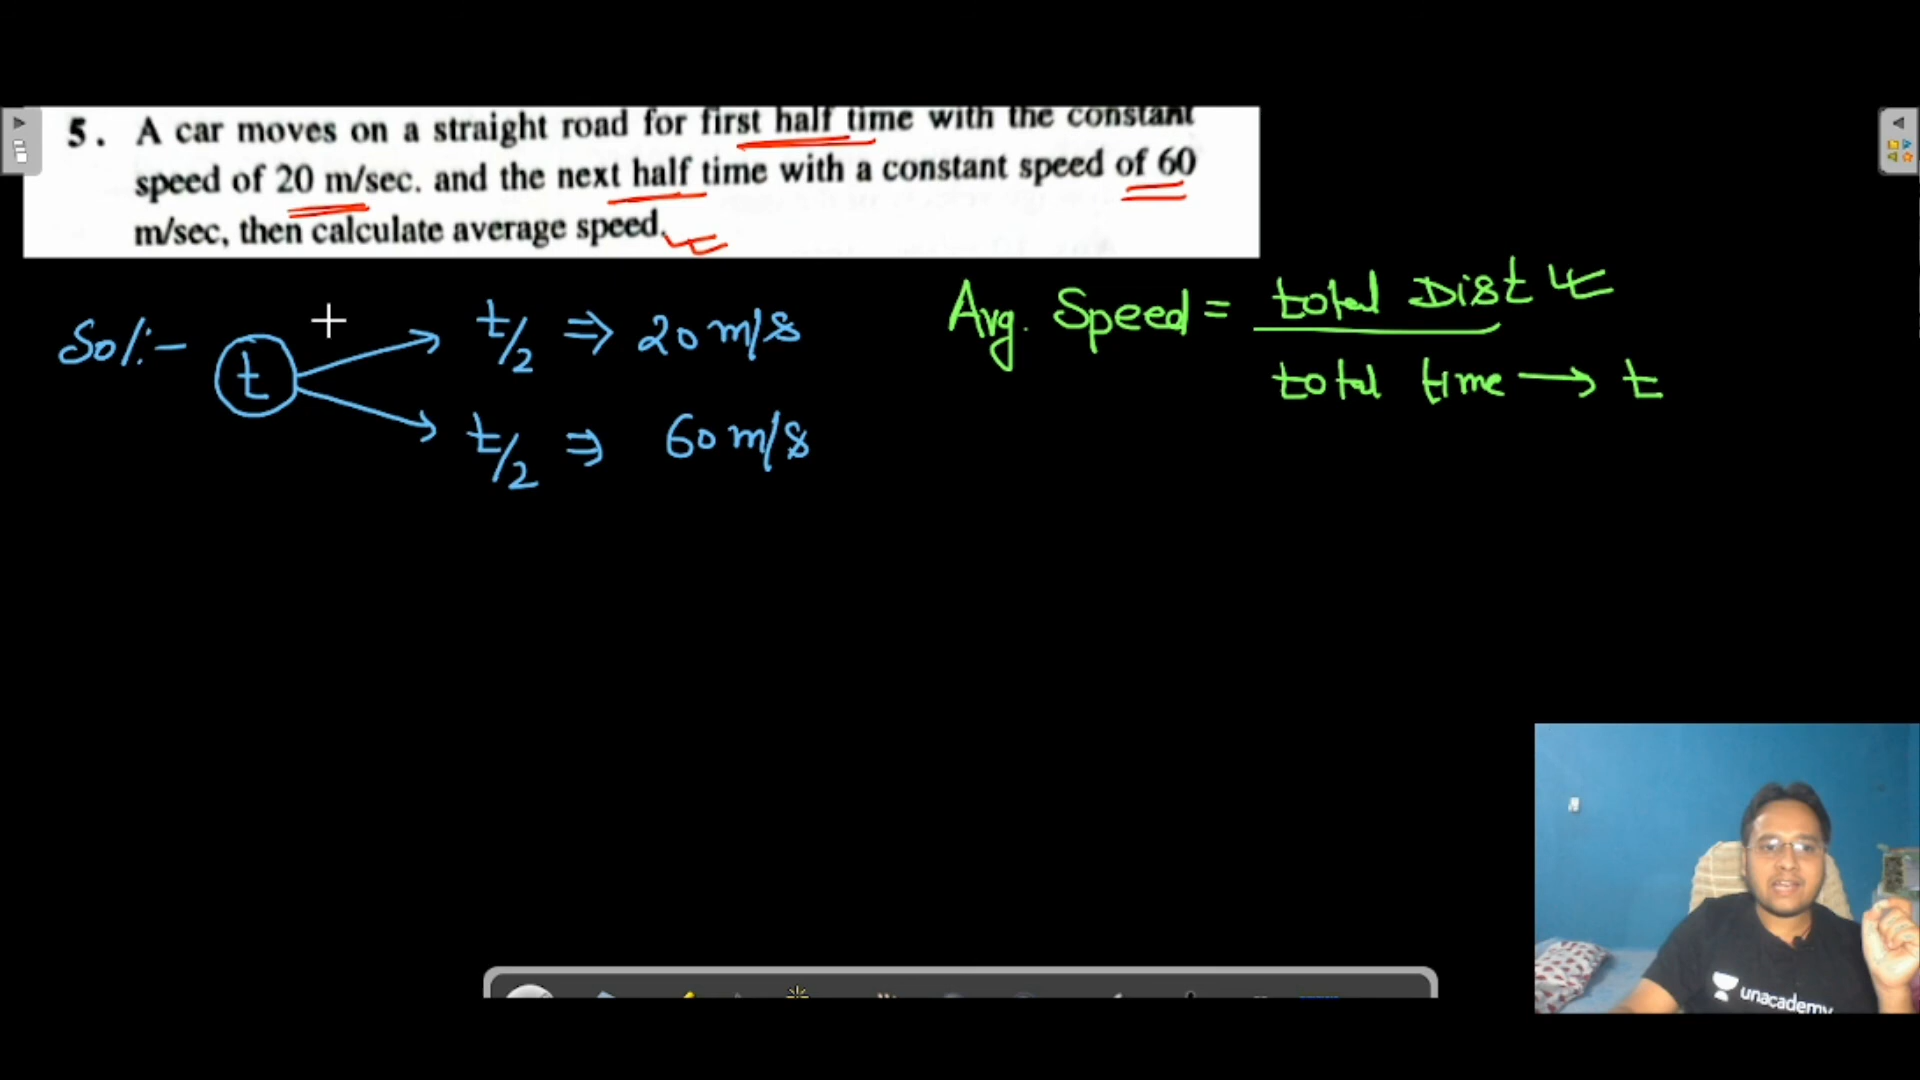 5. A car moves on a straight road for first half time with the constant
speed of 20 m/sec. and the next half time with a constant speed of 60
m/sec, then calculate average speed.
Sol:- t t/2 ⇒ 20 m/s
t/2 ⇒ 60 m/s
Avg. Speed = total Dist
total time → t
unacademy